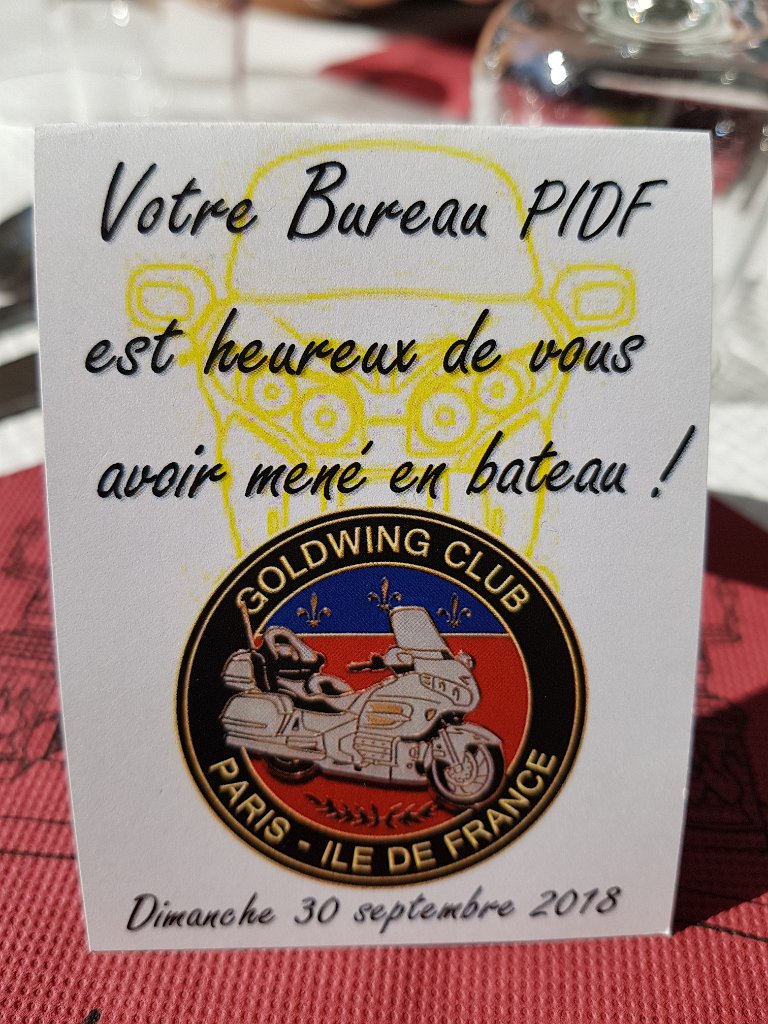 Votre Bureau PIDF
est heureux de vous
avoir mené en bateau !
GOLDWING CLUB
PARIS - ILE DE FRANCE
Dimanche 30 septembre 2018